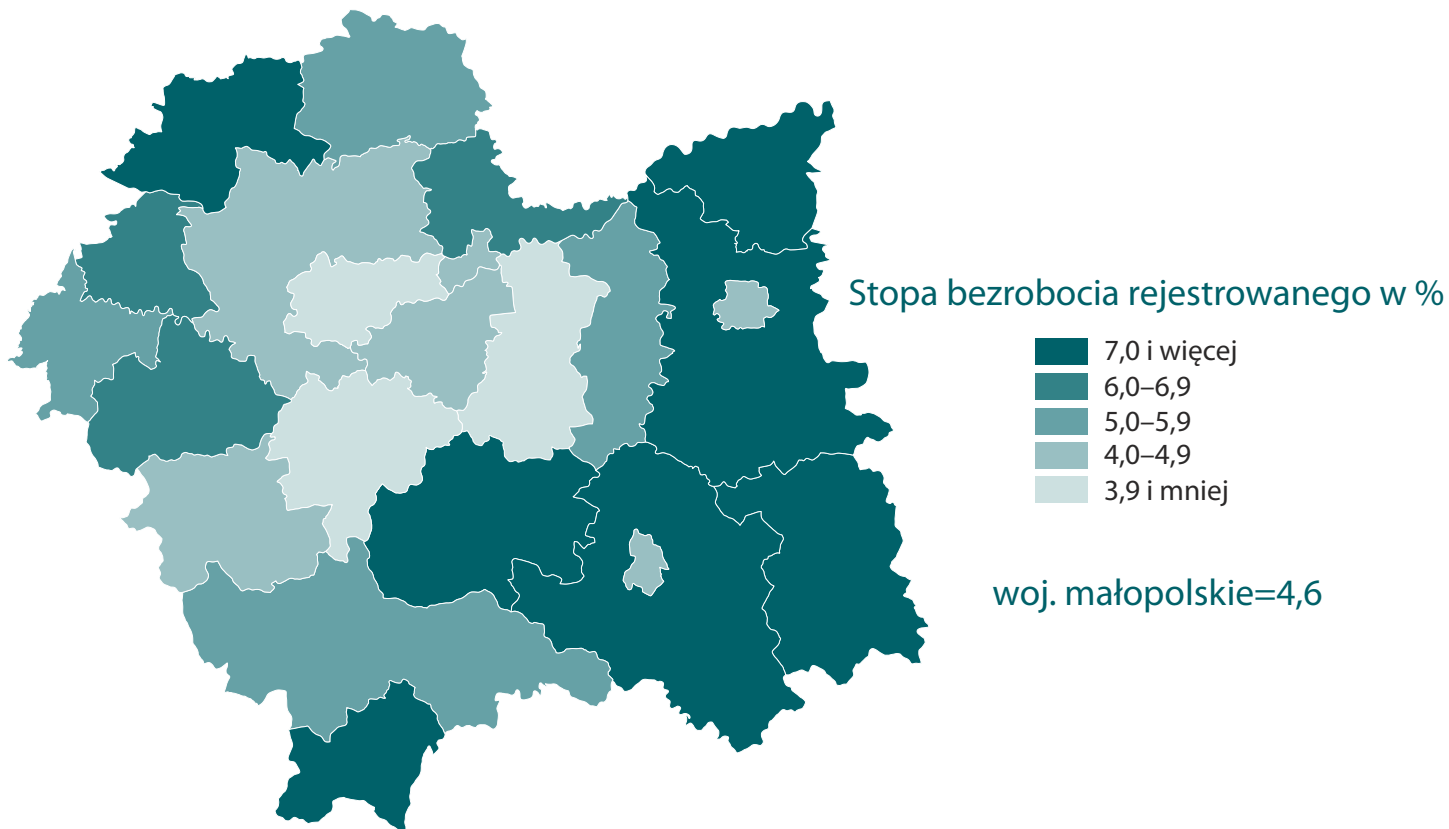 Stopa bezrobocia rejestrowanego w %
7,0 i więcej
6,0–6,9
5,0–5,9
4,0–4,9
3,9 i mniej
woj. małopolskie=4,6